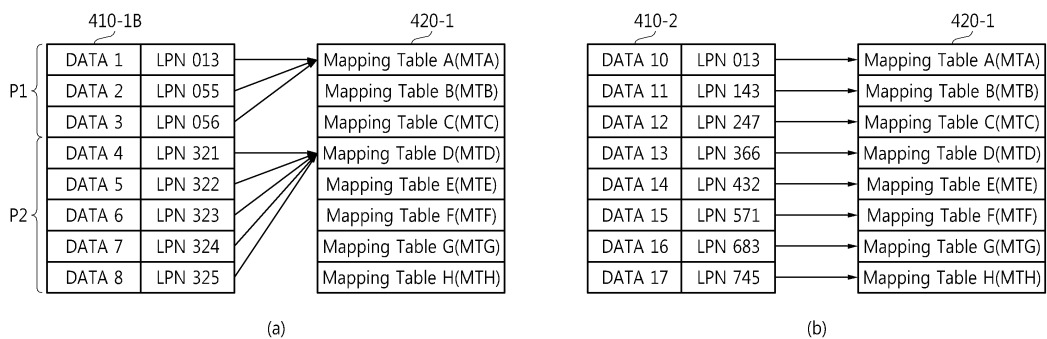 410-1B 420-1 410-2 420-1
DATA 1 LPN 013 Mapping Table A(MTA) DATA 10 LPN 013 Mapping Table A(MTA)
P1 DATA 2 LPN 055 Mapping Table B(MTB) DATA 11 LPN 143 Mapping Table B(MTB)
DATA 3 LPN 056 Mapping Table C(MTC) DATA 12 LPN 247 Mapping Table C(MTC)
DATA 4 LPN 321 Mapping Table D(MTD) DATA 13 LPN 366 Mapping Table D(MTD)
DATA 5 LPN 322 Mapping Table E(MTE) DATA 14 LPN 432 Mapping Table E(MTE)
P2 DATA 6 LPN 323 Mapping Table F(MTF) DATA 15 LPN 571 Mapping Table F(MTF)
DATA 7 LPN 324 Mapping Table G(MTG) DATA 16 LPN 683 Mapping Table G(MTG)
DATA 8 LPN 325 Mapping Table H(MTH) DATA 17 LPN 745 Mapping Table H(MTH)
(a) (b)